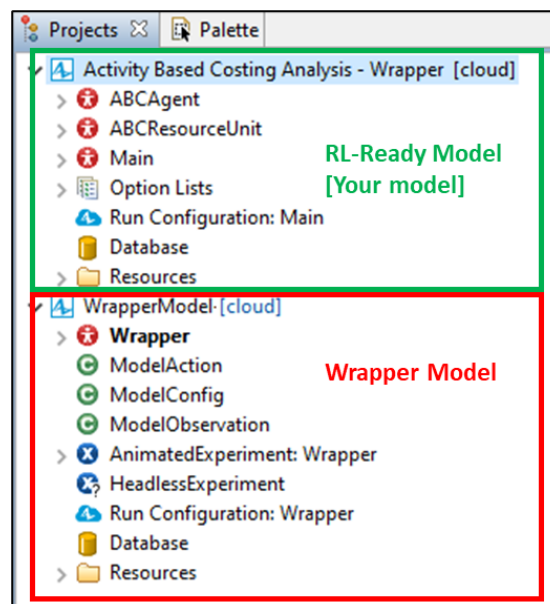 Projects Palette
Activity Based Costing Analysis - Wrapper [cloud]
ABCAgent
ABCResourceUnit
Main
Option Lists
Run Configuration: Main
Database
Resources
RL-Ready Model
[Your model]
WrapperModel [cloud]
Wrapper
ModelAction
ModelConfig
ModelObservation
AnimatedExperiment: Wrapper
HeadlessExperiment
Run Configuration: Wrapper
Database
Resources
Wrapper Model